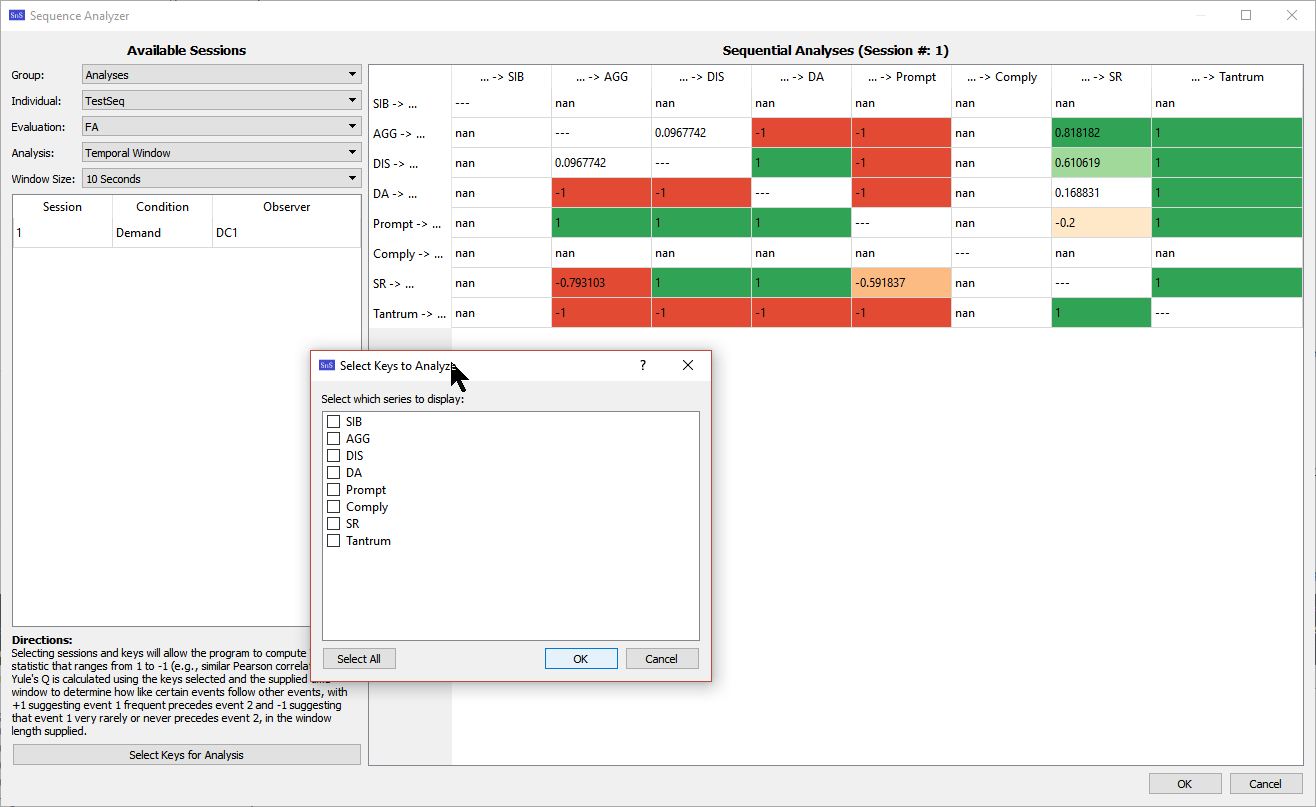 SnS Sequence Analyzer
Available Sessions
Group: Analyses
Individual: TestSeq
Evaluation: FA
Analysis: Temporal Window
Window Size: 10 Seconds
Session Condition Observer
1 Demand DC1
Sequential Analyses (Session #: 1)
... -> SIB ... -> AGG ... -> DIS ... -> DA ... -> Prompt ... -> Comply ... -> SR ... -> Tantrum
SIB -> ... --- nan nan nan nan nan nan nan
AGG -> ... nan --- 0.0967742 -1 -1 nan 0.818182 1
DIS -> ... nan 0.0967742 --- 1 -1 nan 0.610619 1
DA -> ... nan -1 -1 --- -1 nan 0.168831 1
Prompt -> ... nan 1 1 1 --- nan -0.2 1
Comply -> ... nan nan nan nan nan --- nan nan
SR -> ... nan -0.793103 1 1 -0.591837 nan --- 1
Tantrum -> ... nan -1 -1 -1 -1 nan 1 ---
SnS Select Keys to Analyze ?
Select which series to display:
SIB
AGG
DIS
DA
Prompt
Comply
SR
Tantrum
Select All OK Cancel
Directions:
Selecting sessions and keys will allow the program to compute
statistic that ranges from 1 to -1 (e.g., similar Pearson
Yule's Q is calculated using the keys selected and the supplied
window to determine how like certain events follow other events, with
+1 suggesting event 1 frequent precedes event 2 and -1 suggesting
that event 1 very rarely or never precedes event 2, in the window
length supplied.
Select Keys for Analysis
OK Cancel